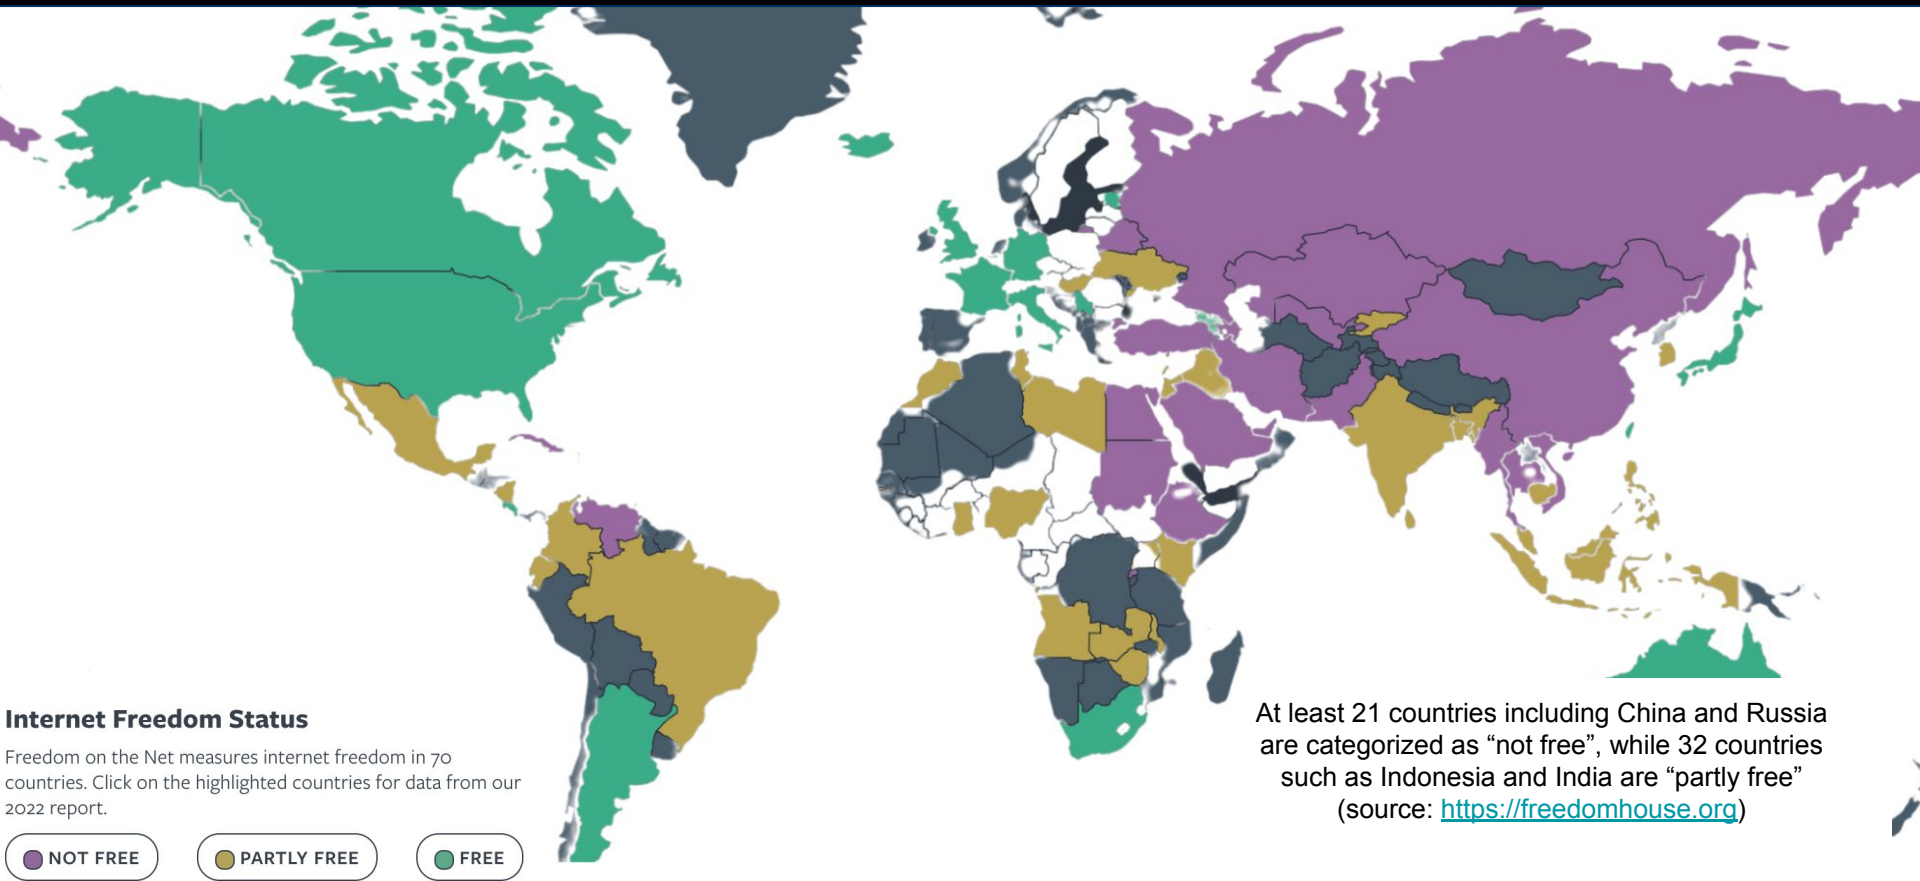 Internet Freedom Status
Freedom on the Net measures internet freedom in 70
countries. Click on the highlighted countries for data from our
2022 report.
NOT FREE
PARTLY FREE
FREE
At least 21 countries including China and Russia
are categorized as “not free”, while 32 countries
such as Indonesia and India are “partly free”
(source: https://freedomhouse.org)